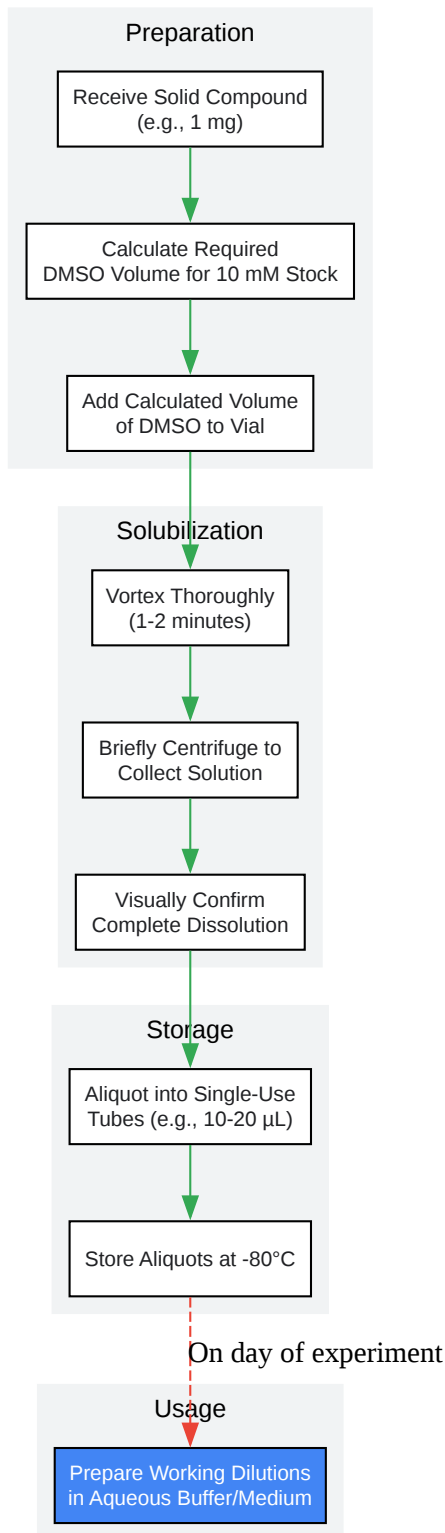 Preparation
Receive Solid Compound
(e.g., 1 mg)
Calculate Required
DMSO Volume for 10 mM Stock
Add Calculated Volume
of DMSO to Vial
Solubilization
Vortex Thoroughly
(1-2 minutes)
Briefly Centrifuge to
Collect Solution
Visually Confirm
Complete Dissolution
Storage
Aliquot into Single-Use
Tubes (e.g., 10-20 µL)
Store Aliquots at -80°C
On day of experiment
Usage
Prepare Working Dilutions
in Aqueous Buffer/Medium